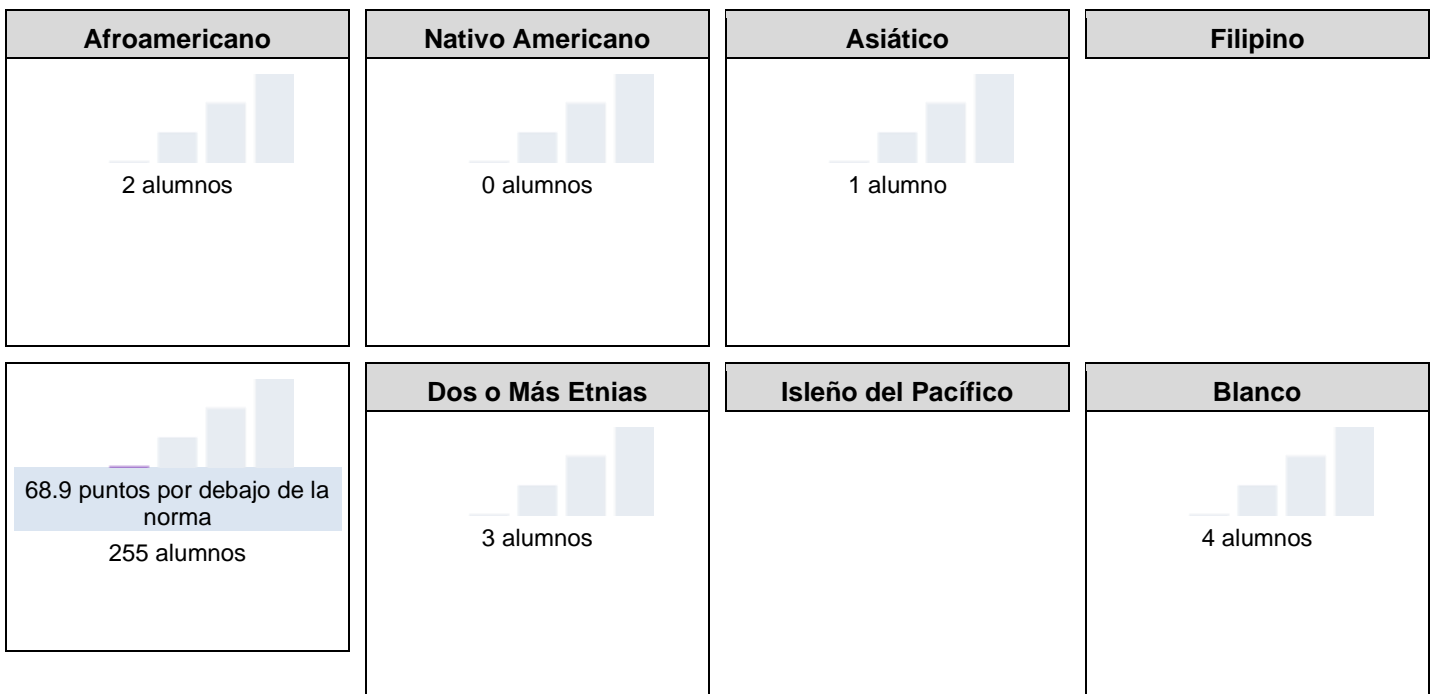 Afroamericano
Nativo Americano
Asiático
Filipino
2 alumnos
0 alumnos
1 alumno
68.9 puntos por debajo de la
norma
255 alumnos
Dos o Más Etnias
3 alumnos
Isleño del Pacífico
Blanco
4 alumnos